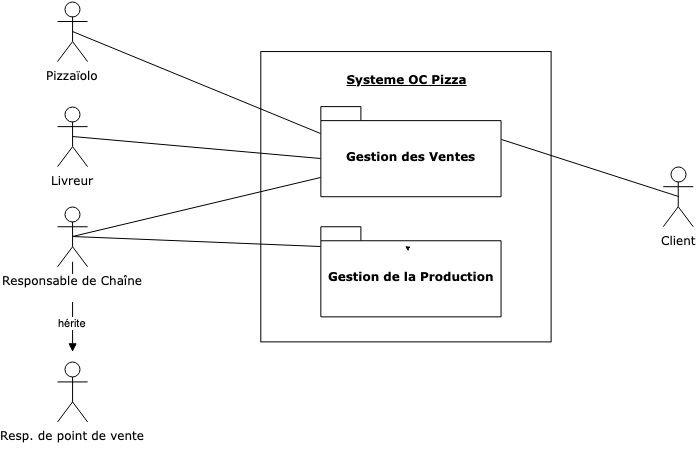 Pizzaïolo
Systeme OC Pizza
Gestion des Ventes
Livreur
Client
Responsable de Chaîne
Gestion de la Production
hérite
Resp. de point de vente